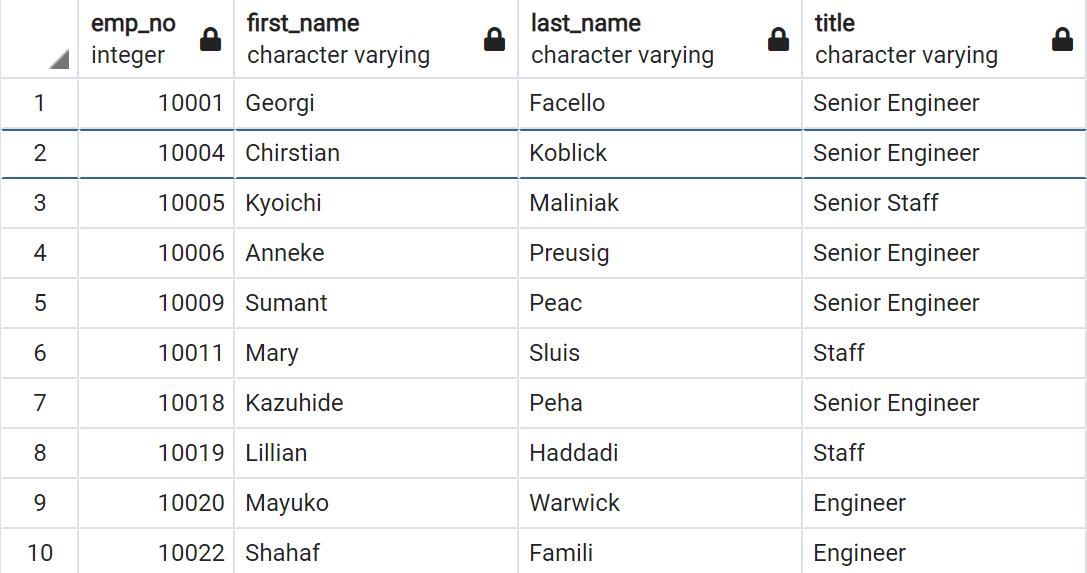 emp_no first_name last_name title
integer character varying character varying character varying
1 10001 Georgi Facello Senior Engineer
2 10004 Chirstian Koblick Senior Engineer
3 10005 Kyoichi Maliniak Senior Staff
4 10006 Anneke Preusig Senior Engineer
5 10009 Sumant Peac Senior Engineer
6 10011 Mary Sluis Staff
7 10018 Kazuhide Peha Senior Engineer
8 10019 Lillian Haddadi Staff
9 10020 Mayuko Warwick Engineer
10 10022 Shahaf Famili Engineer